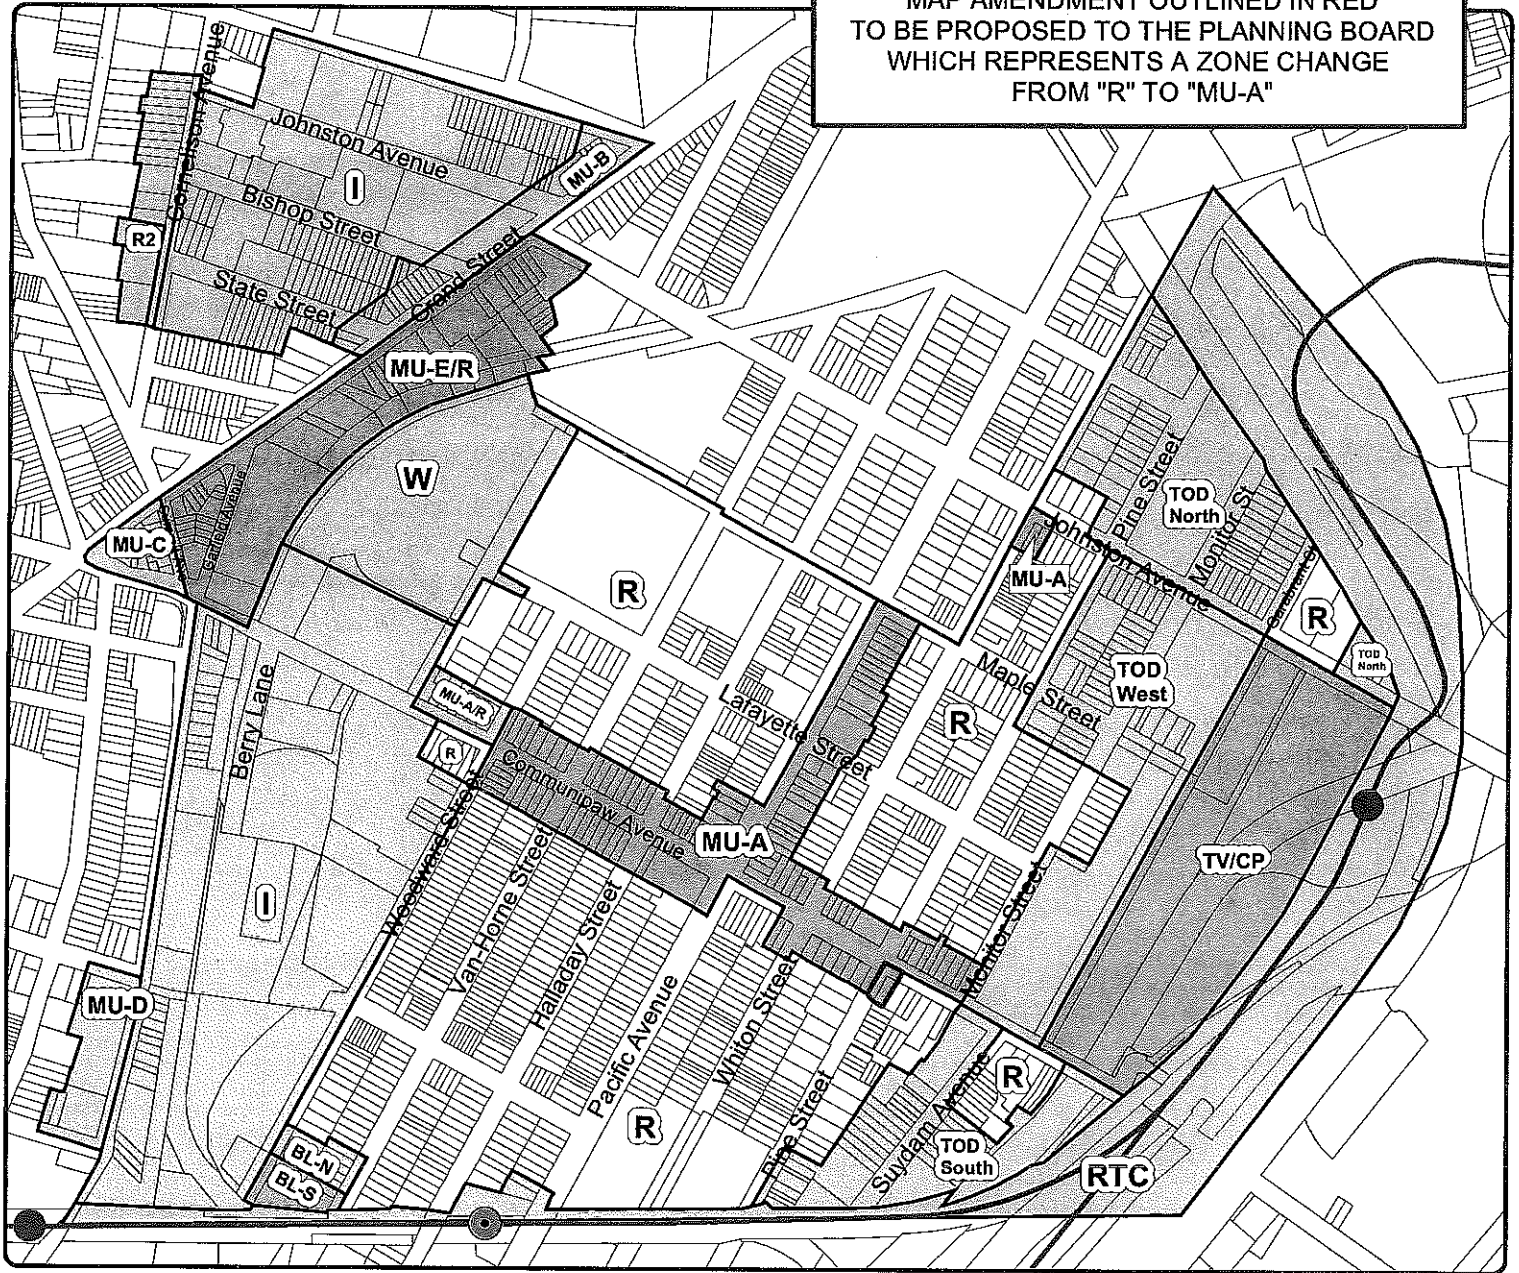 MAP AMENDMENT OUTLINED IN RED
TO BE PROPOSED TO THE PLANNING BOARD
WHICH REPRESENTS A ZONE CHANGE
FROM "R" TO "MU-A"
Cornelison Avenue
Johnston Avenue
MU-B
I
Bishop Street
R2
State Street
Grand Street
MU-E/R
W
Pine Street
TOD
North
Monitor St
MU-C
Garfield Avenue
Johnston Avenue
MU-A
R
R
TOD
North
Maple Street
TOD
West
Berry Lane
MU-A/R
Lafayette Street
R
R
Communipaw Avenue
MU-A
TV/CP
Woodward Street
Van-Horne Street
I
Halladay Street
Monitor Street
MU-D
Pacific Avenue
Whiton Street
R
R
Pine Street
Suydam Avenue
TOD
South
BL-N
BL-S
RTC